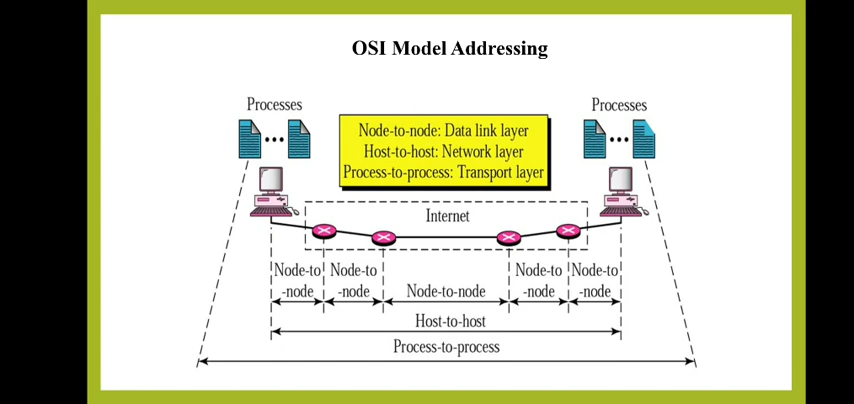 OSI Model Addressing
Processes
Processes
Node-to-node: Data link layer
Host-to-host: Network layer
Process-to-process: Transport layer
Internet
Node-to
-node
Node-to
-node
Node-to-node
Node-to
-node
Node-to
-node
Host-to-host
Process-to-process